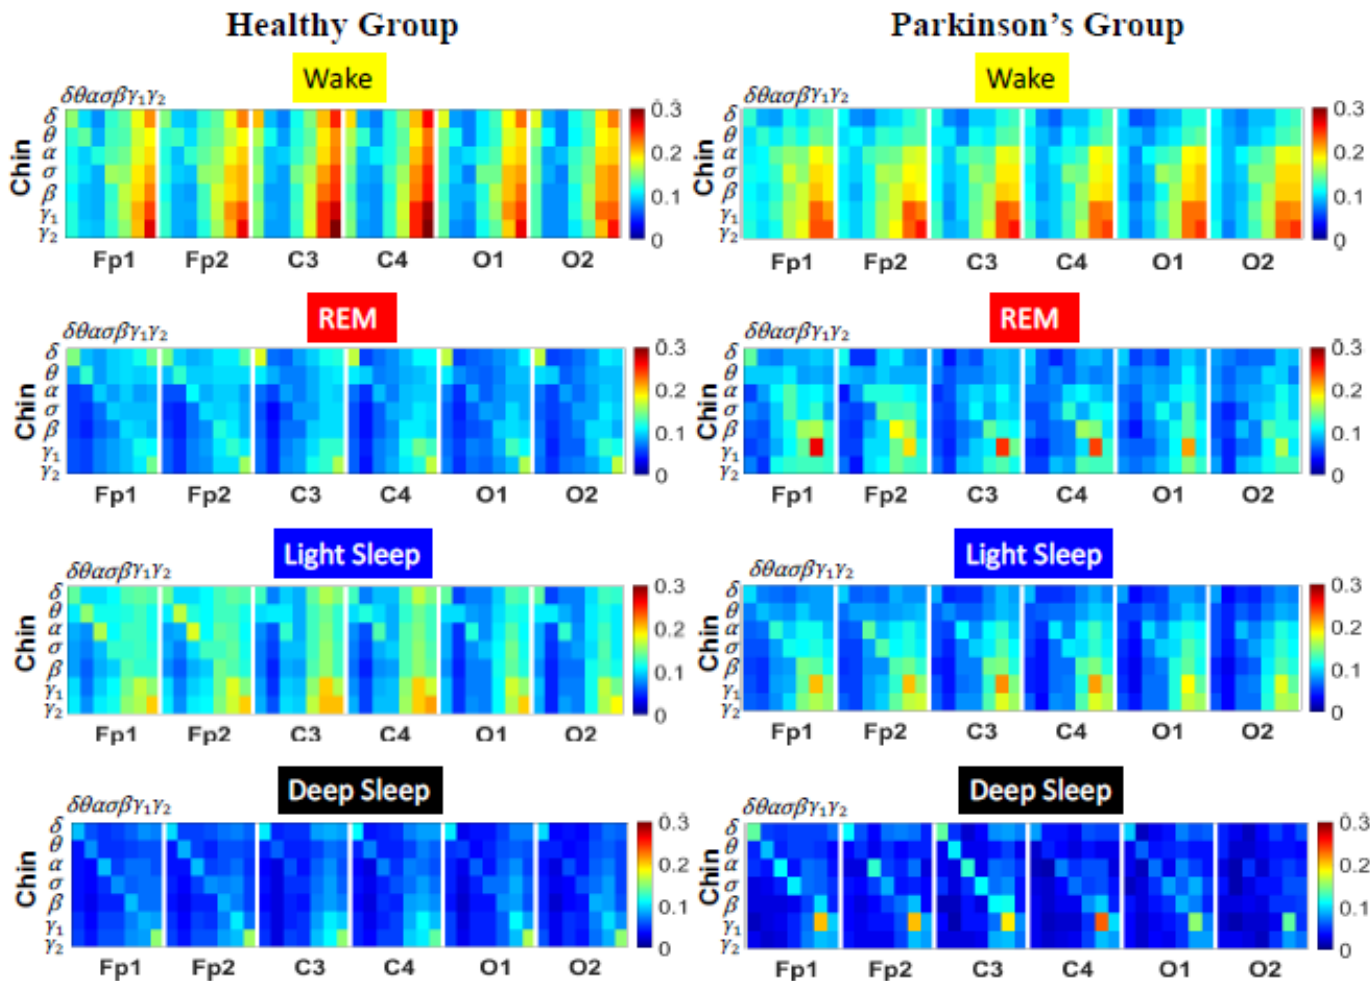 Healthy Group
Parkinson's Group
Wake
Wake
δθασβγ₁γ₂
δθασβγ₁γ₂
Chin
δ
θ
α
σ
β
γ₁
γ₂
0.3
0.2
0.1
0
Chin
δ
θ
α
σ
β
γ₁
γ₂
0.3
0.2
0.1
0
Fp1 Fp2 C3 C4 O1 O2
Fp1 Fp2 C3 C4 O1 O2
REM
REM
δθασβγ₁γ₂
δθασβγ₁γ₂
Chin
δ
θ
α
σ
β
γ₁
γ₂
0.3
0.2
0.1
0
Chin
δ
θ
α
σ
β
γ₁
γ₂
0.3
0.2
0.1
0
Fp1 Fp2 C3 C4 O1 O2
Fp1 Fp2 C3 C4 O1 O2
Light Sleep
Light Sleep
δθασβγ₁γ₂
δθασβγ₁γ₂
Chin
δ
θ
α
σ
β
γ₁
γ₂
0.3
0.2
0.1
0
Chin
δ
θ
α
σ
β
γ₁
γ₂
0.3
0.2
0.1
0
Fp1 Fp2 C3 C4 O1 O2
Fp1 Fp2 C3 C4 O1 O2
Deep Sleep
Deep Sleep
δθασβγ₁γ₂
δθασβγ₁γ₂
Chin
δ
θ
α
σ
β
γ₁
γ₂
0.3
0.2
0.1
0
Chin
δ
θ
α
σ
β
γ₁
γ₂
0.3
0.2
0.1
0
Fp1 Fp2 C3 C4 O1 O2
Fp1 Fp2 C3 C4 O1 O2